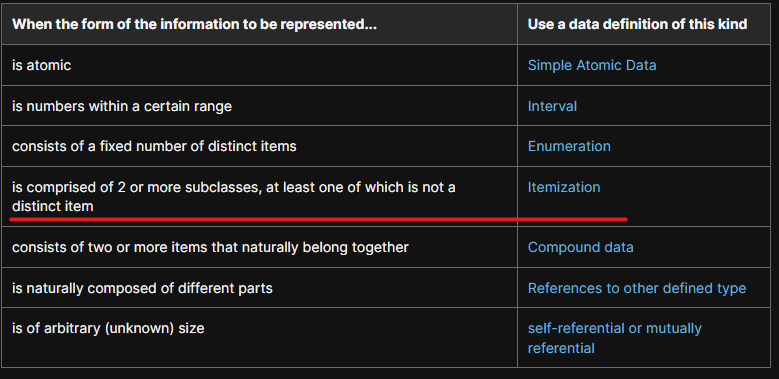 When the form of the information to be represented...
Use a data definition of this kind
is atomic
Simple Atomic Data
is numbers within a certain range
Interval
consists of a fixed number of distinct items
Enumeration
is comprised of 2 or more subclasses, at least one of which is not a
distinct item
Itemization
consists of two or more items that naturally belong together
Compound data
is naturally composed of different parts
References to other defined type
is of arbitrary (unknown) size
self-referential or mutually
referential